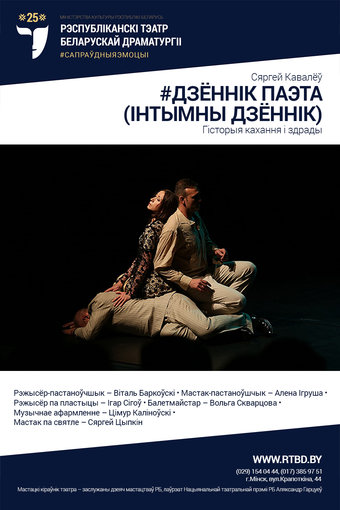 25
МІНІСТЭРСТВА КУЛЬТУРЫ РЭСПУБЛІКІ БЕЛАРУСЬ
РЭСПУБЛІКАНСКІ ТЭАТР
БЕЛАРУСКАЙ ДРАМАТУРГІІ
#САПРАЎДНЫЯЭМОЦЫІ
Сяргей Кавалёў
#ДЗЁННІК ПАЭТА
(ІНТЫМНЫ ДЗЁННІК)
Гісторыя кахання і здрады
Рэжысёр-пастаноўчшык – Віталь Баркоўскі • Мастак-пастаноўшчык – Алена Ігруша •
Рэжысёр па пластыцы – Ігар Сігоў • Балетмайстар – Вольга Скварцова •
Музычнае афармленне – Цімур Каліноўскі •
Мастак па святле – Сяргей Цыпкін
WWW.RTBD.BY
(029) 154 04 44, (017) 385 97 51
г.Мінск, вул.Крапоткіна, 44
Мастацкі кіраўнік тэатра – заслужаны дзеяч мастацтваў РБ, лаўрэат Нацыянальнай тэатральнай прэміі РБ Аляксандр Гарцуеў